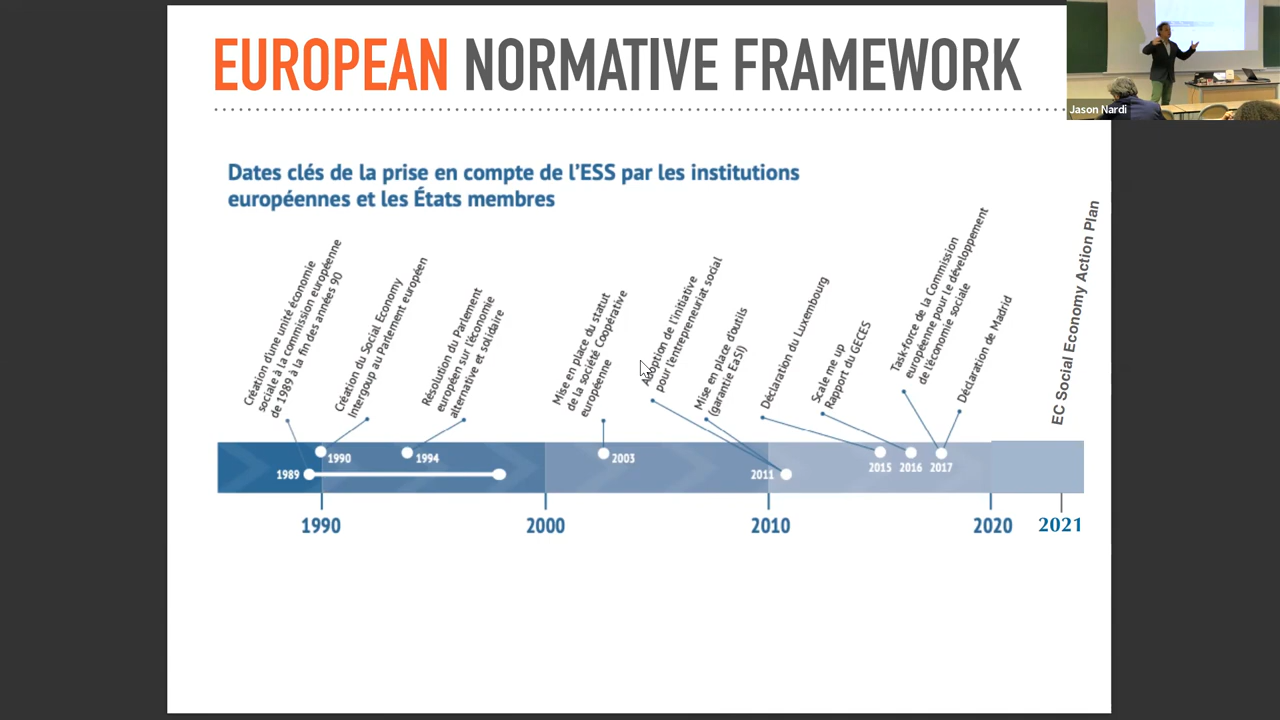 EUROPEAN NORMATIVE FRAMEWORK
Jason Nardi
Dates clés de la prise en compte de l'ESS par les institutions
européennes et les États membres
Création d'une unité économie
sociale à la commission européenne
de 1989 à la fin des années 90
Création du Social Economy
Intergoup au Parlement européen
Résolution du Parlement
européen sur l'économie
alternative et solidaire
Mise en place du statut
de la société Coopérative
européenne
Adoption de l'initiative
pour l'entrepreneuriat social
Mise en place d'outils
(garantie EaSI)
Déclaration du Luxembourg
Scale me up
Rapport du GECES
Task-force de la Commission
européenne pour le développement
de l'économie sociale
Déclaration de Madrid
EC Social Economy Action Plan
1989
1990
1994
2003
2011
2015
2016
2017
1990
2000
2010
2020
2021